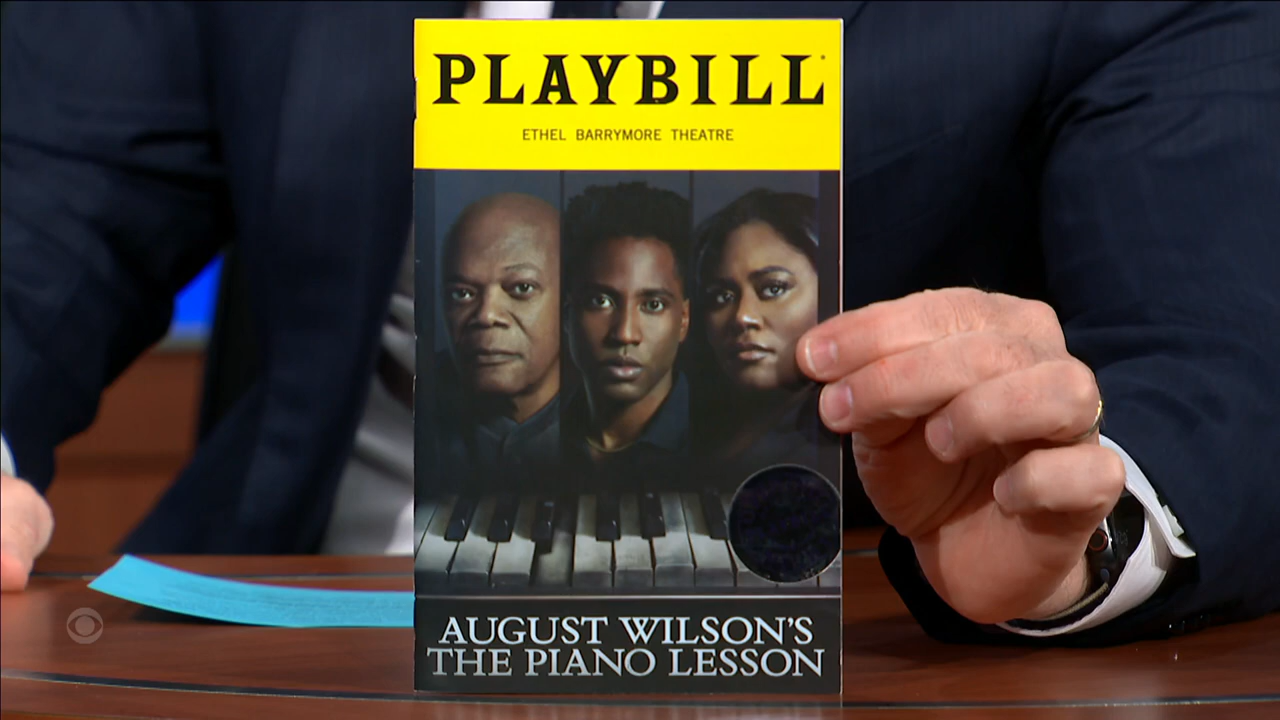 PLAYBILL
ETHEL BARRYMORE THEATRE
AUGUST WILSON'S
THE PIANO LESSON